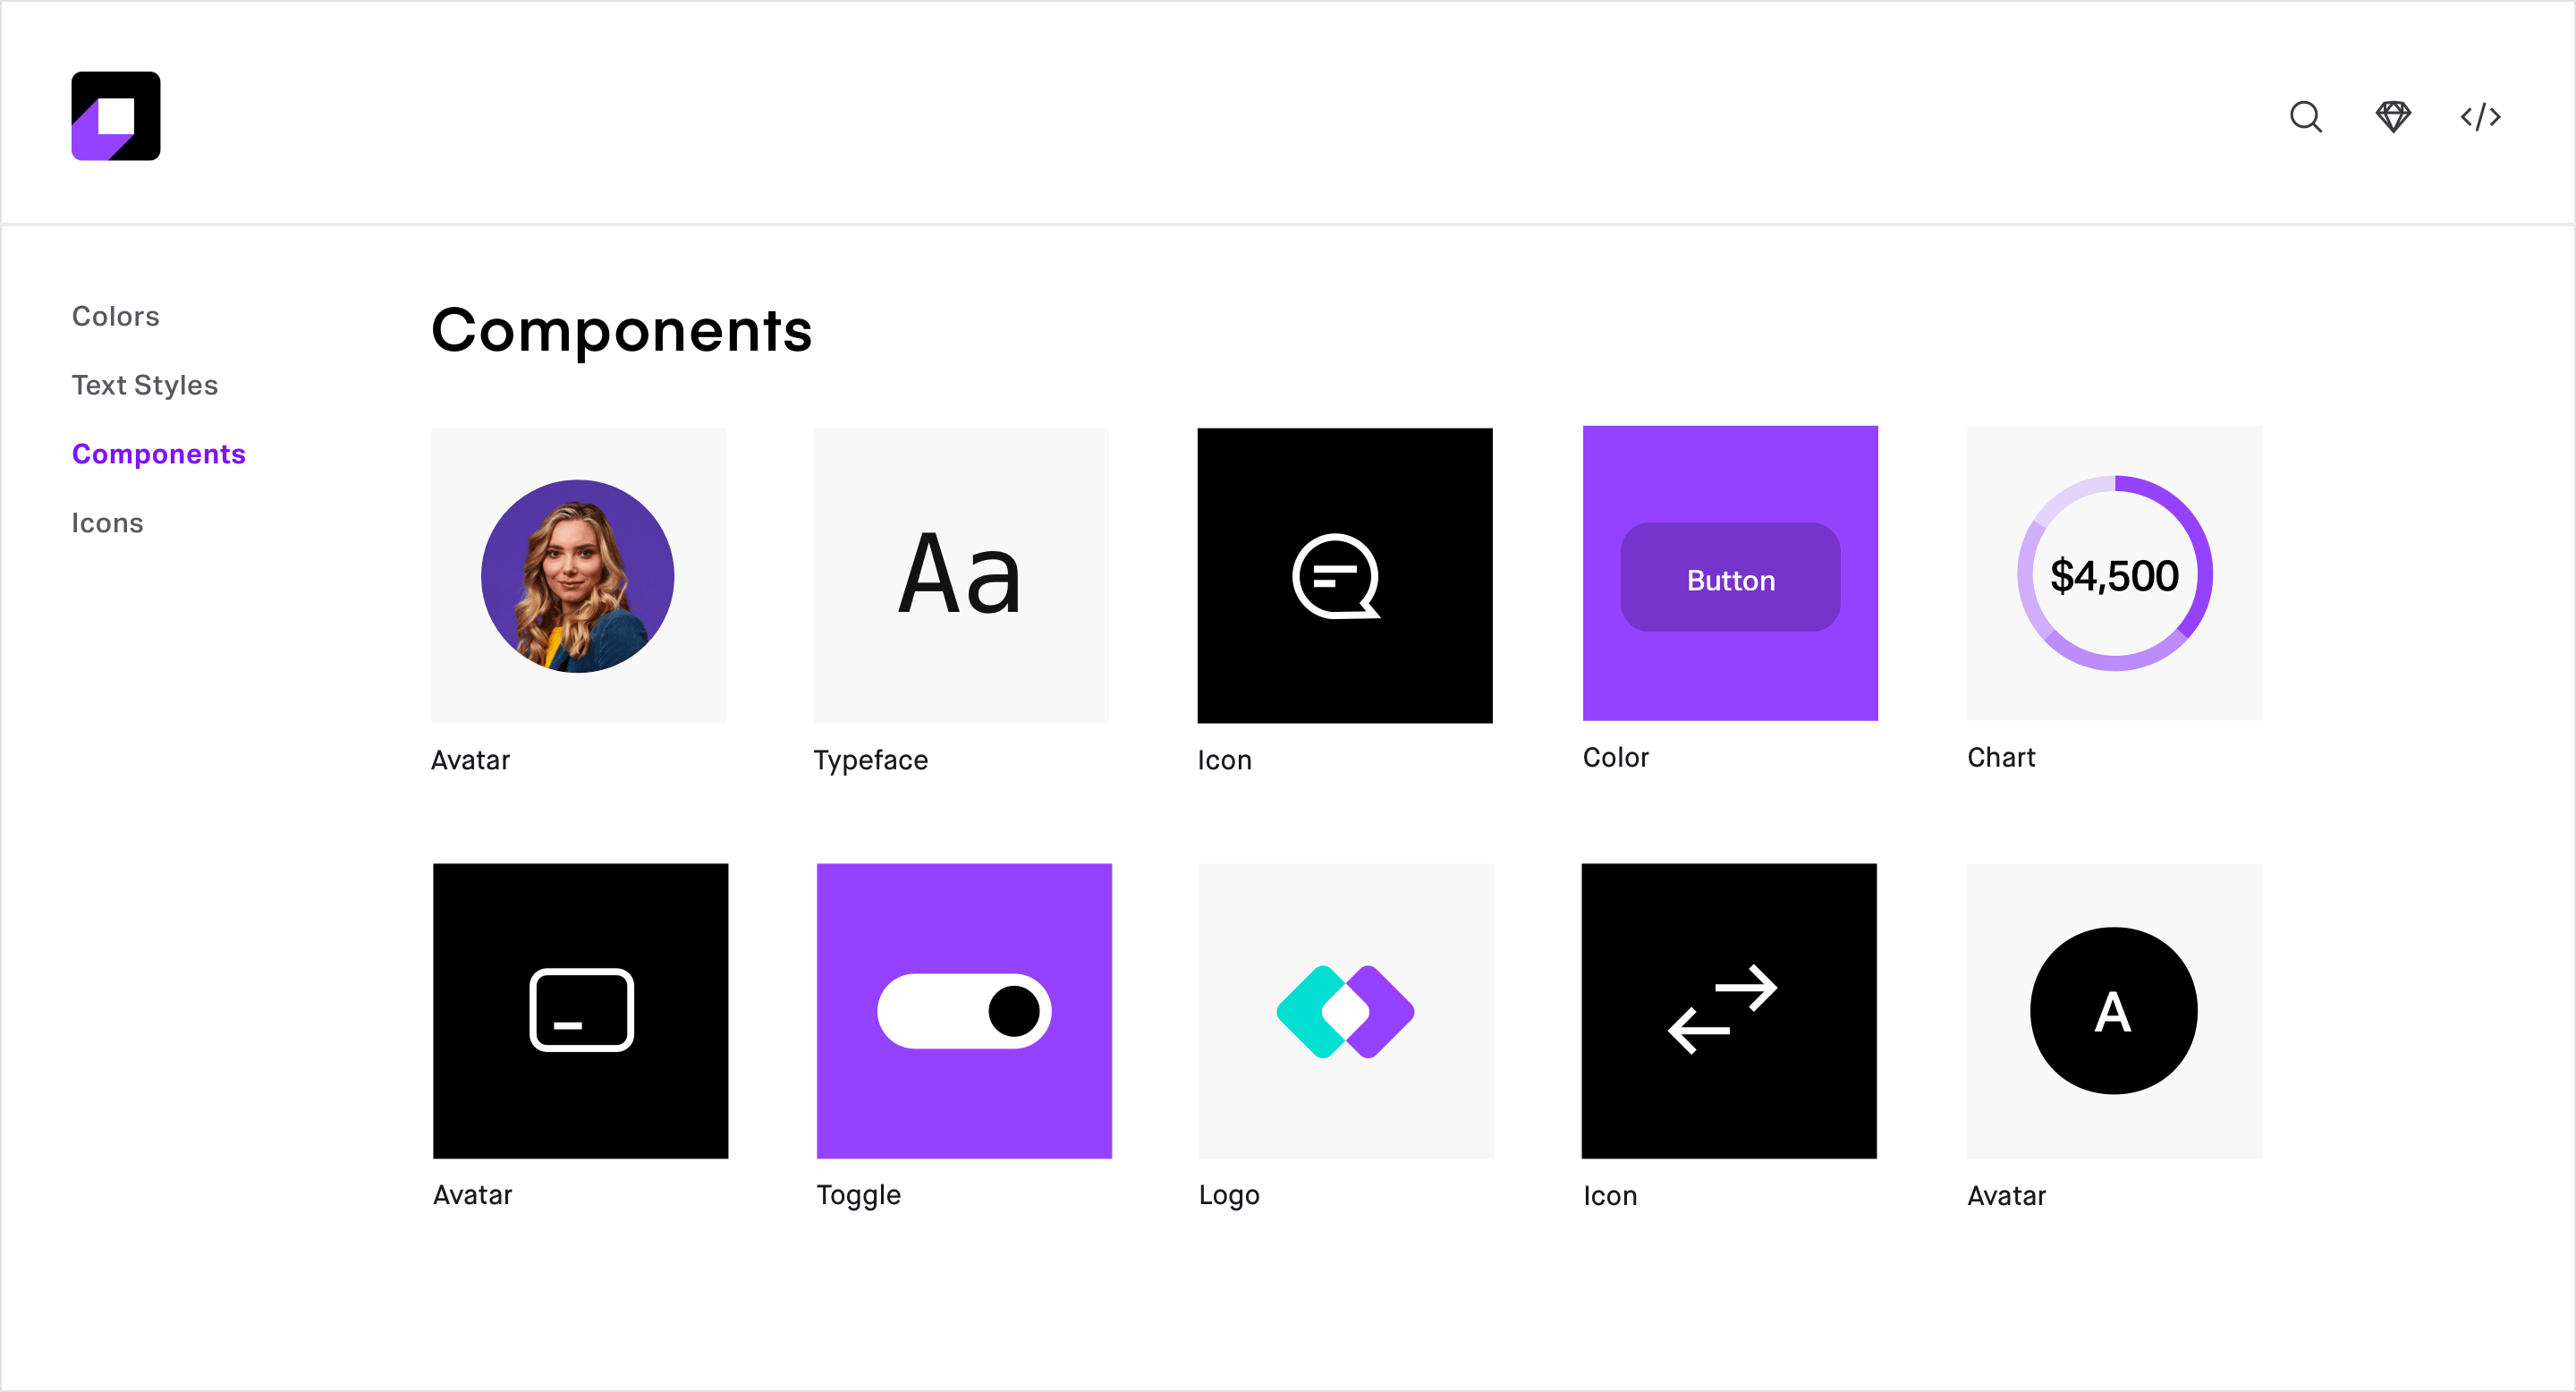 Colors
Text Styles
Components
Icons
Components
Aa
Button
$4,500
Avatar
Typeface
Icon
Color
Chart
A
Avatar
Toggle
Logo
Icon
Avatar